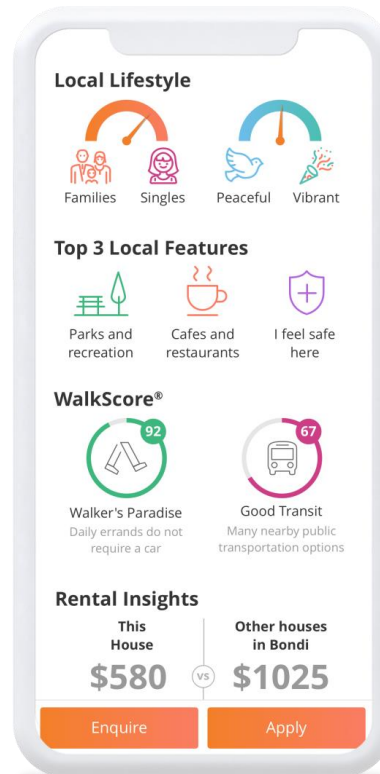 Local Lifestyle
Families Singles Peaceful Vibrant
Top 3 Local Features
Parks and recreation
Cafes and restaurants
I feel safe here
WalkScore®
92
Walker's Paradise
Daily errands do not
require a car
67
Good Transit
Many nearby public
transportation options
Rental Insights
This
House
$580
vs
Other houses
in Bondi
$1025
Enquire
Apply